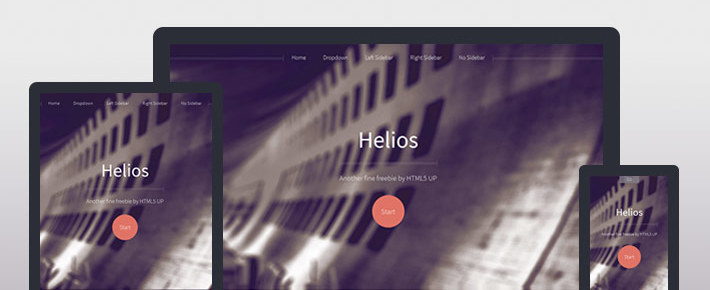 Home Dropdown Left Sidebar Right Sidebar No Sidebar
Helios
Another fine freebie by HTML5 UP
Start
Home Dropdown Left Sidebar Right Sidebar No Sidebar
Helios
Another fine freebie by HTML5 UP
Start
Helios
Another fine freebie by HTML5 UP
Start